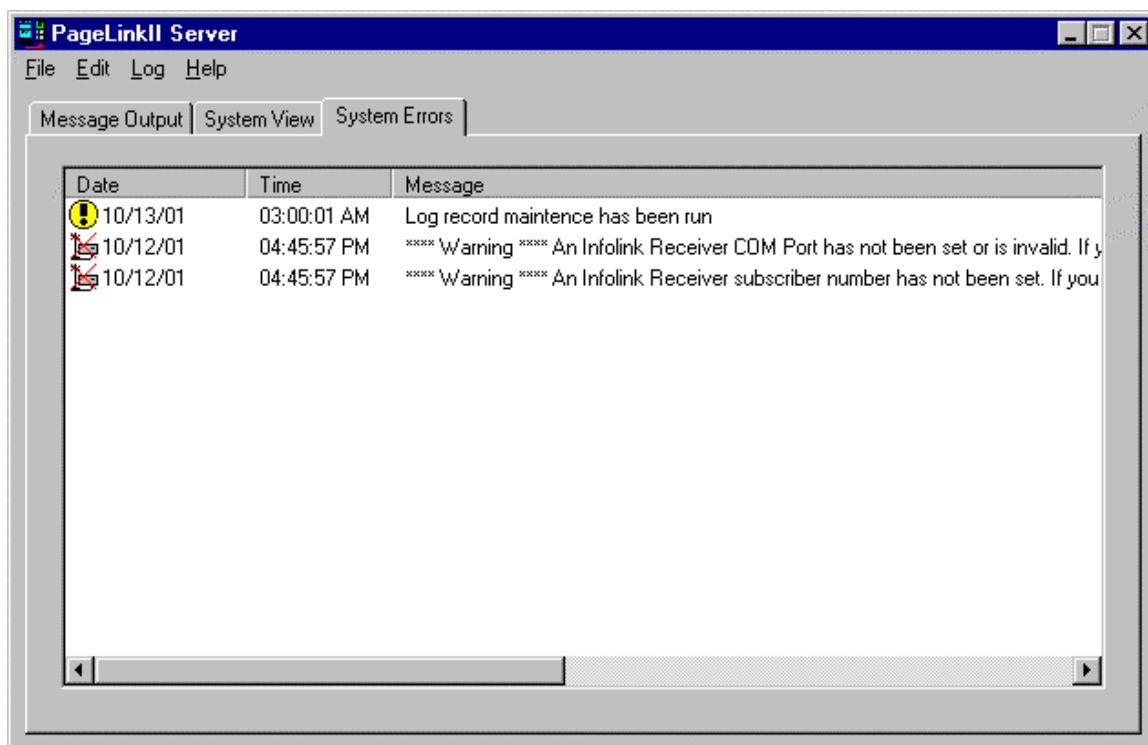 PageLinkII Server
File Edit Log Help
Message Output System View System Errors
Date Time Message
10/13/01 03:00:01 AM Log record maintence has been run
10/12/01 04:45:57 PM **** Warning **** An Infolink Receiver COM Port has not been set or is invalid. If y
10/12/01 04:45:57 PM **** Warning **** An Infolink Receiver subscriber number has not been set. If you